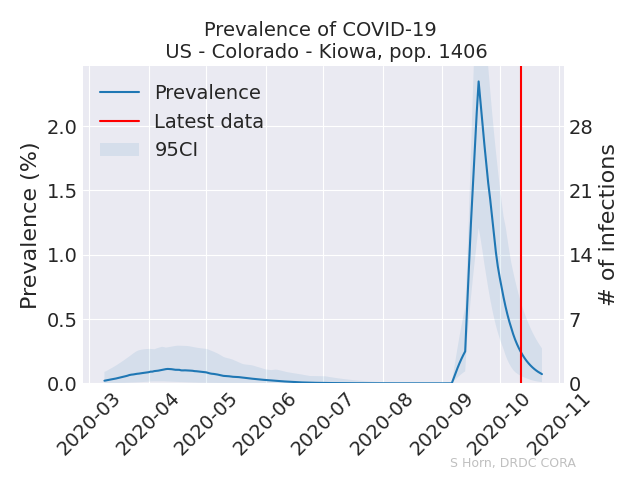 Prevalence of COVID-19
US - Colorado - Kiowa, pop. 1406
Prevalence
Latest data
95CI
Prevalence (%)
2.0
1.5
1.0
0.5
0.0
28
21
14
7
0
# of infections
2020-03
2020-04
2020-05
2020-06
2020-07
2020-08
2020-09
2020-10
2020-11
S Horn, DRDC CORA